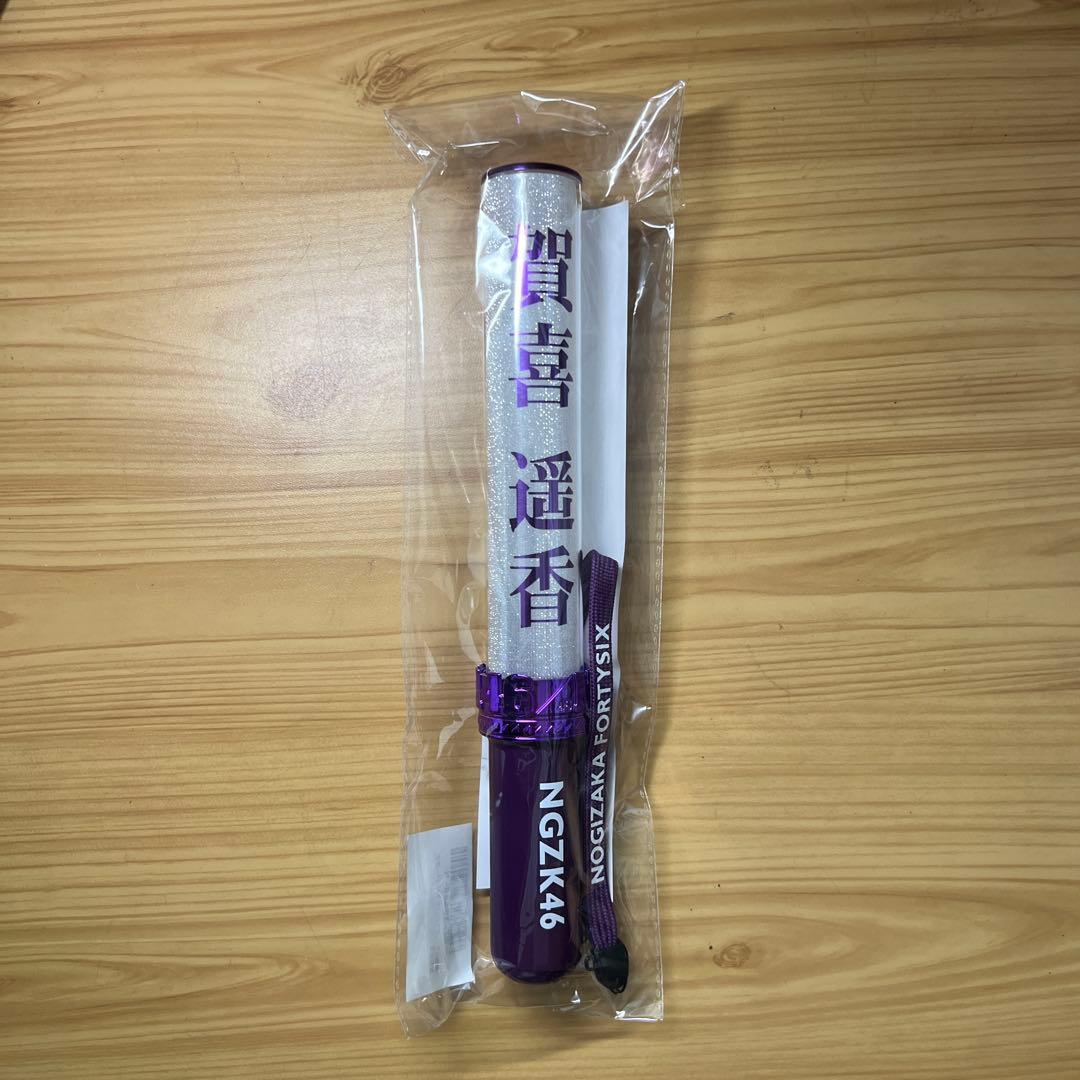 賀喜 遥香
NGZK46
NOGIZAKA FORTYSIX